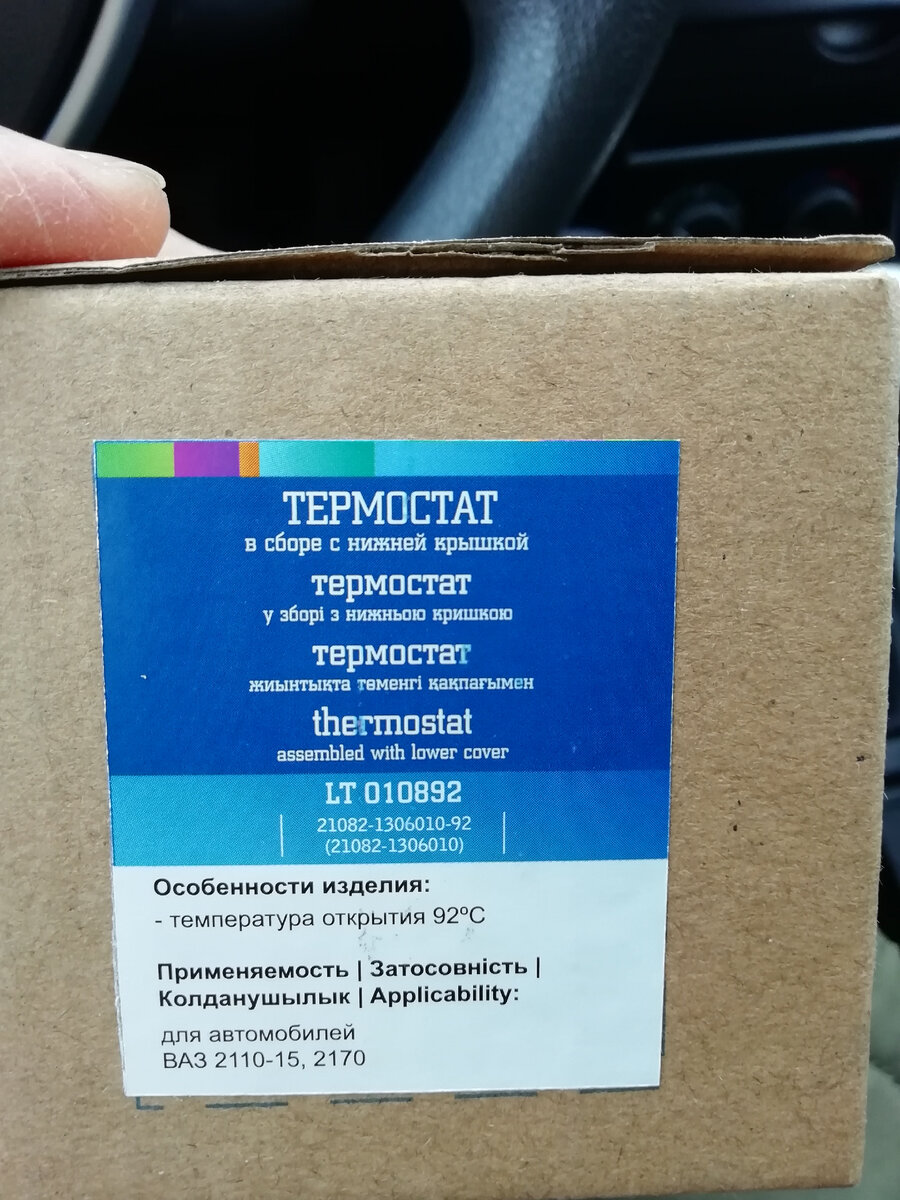 ТЕРМОСТАТ
в сборе с нижней крышкой
термостат
у зборі з нижньою кришкою
термостат
жиынтықта төменгі қақпағымен
thermostat
assembled with lower cover
LT 010892
21082-1306010-92
(21082-1306010)
Особенности изделия:
- температура открытия 92ºС
Применяемость | Затосовність |
Колданушылык | Applicability:
для автомобилей
ВАЗ 2110-15, 2170